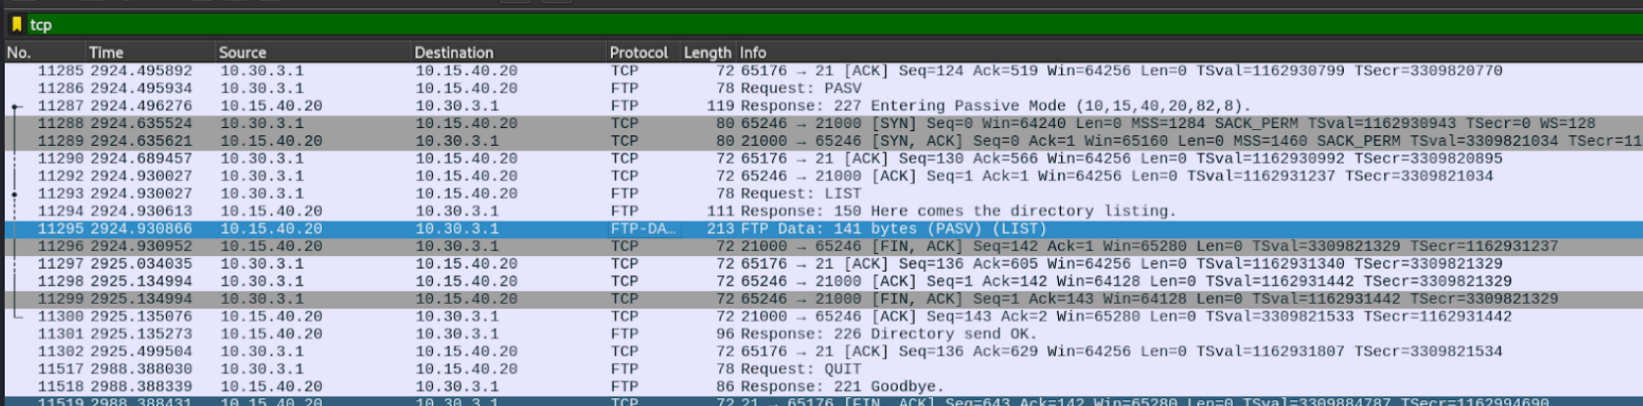 tcp
No. Time Source Destination Protocol Length Info
11285 2924.495892 10.30.3.1 10.15.40.20 TCP 72 65176 → 21 [ACK] Seq=124 Ack=519 Win=64256 Len=0 TSval=1162930799 TSecr=3309820770
11286 2924.495934 10.30.3.1 10.15.40.20 FTP 78 Request: PASV
11287 2924.496276 10.15.40.20 10.30.3.1 FTP 119 Response: 227 Entering Passive Mode (10,15,40,20,82,8).
11288 2924.635524 10.30.3.1 10.15.40.20 TCP 80 65246 → 21000 [SYN] Seq=0 Win=64240 Len=0 MSS=1284 SACK_PERM TSval=1162930943 TSecr=0 WS=128
11289 2924.635621 10.15.40.20 10.30.3.1 TCP 80 21000 → 65246 [SYN, ACK] Seq=0 Ack=1 Win=65160 Len=0 MSS=1460 SACK_PERM TSval=3309821034 TSecr=11
11290 2924.689457 10.30.3.1 10.15.40.20 TCP 72 65176 → 21 [ACK] Seq=130 Ack=566 Win=64256 Len=0 TSval=1162930992 TSecr=3309820895
11292 2924.930027 10.30.3.1 10.15.40.20 TCP 72 65246 → 21000 [ACK] Seq=1 Ack=1 Win=64256 Len=0 TSval=1162931237 TSecr=3309821034
11293 2924.930027 10.30.3.1 10.15.40.20 FTP 78 Request: LIST
11294 2924.930613 10.15.40.20 10.30.3.1 FTP 111 Response: 150 Here comes the directory listing.
11295 2924.930866 10.15.40.20 10.30.3.1 FTP-DA… 213 FTP Data: 141 bytes (PASV) (LIST)
11296 2924.930952 10.15.40.20 10.30.3.1 TCP 72 21000 → 65246 [FIN, ACK] Seq=142 Ack=1 Win=65280 Len=0 TSval=3309821329 TSecr=1162931237
11297 2925.034035 10.30.3.1 10.15.40.20 TCP 72 65176 → 21 [ACK] Seq=136 Ack=605 Win=64256 Len=0 TSval=1162931340 TSecr=3309821329
11298 2925.134994 10.30.3.1 10.15.40.20 TCP 72 65246 → 21000 [ACK] Seq=1 Ack=142 Win=64128 Len=0 TSval=1162931442 TSecr=3309821329
11299 2925.134994 10.30.3.1 10.15.40.20 TCP 72 65246 → 21000 [FIN, ACK] Seq=1 Ack=143 Win=64128 Len=0 TSval=1162931442 TSecr=3309821329
11300 2925.135076 10.15.40.20 10.30.3.1 TCP 72 21000 → 65246 [ACK] Seq=143 Ack=2 Win=65280 Len=0 TSval=3309821533 TSecr=1162931442
11301 2925.135273 10.15.40.20 10.30.3.1 FTP 96 Response: 226 Directory send OK.
11302 2925.499504 10.30.3.1 10.15.40.20 TCP 72 65176 → 21 [ACK] Seq=136 Ack=629 Win=64256 Len=0 TSval=1162931807 TSecr=3309821534
11517 2988.388030 10.30.3.1 10.15.40.20 FTP 78 Request: QUIT
11518 2988.388339 10.15.40.20 10.30.3.1 FTP 86 Response: 221 Goodbye.
11519 2988.388431 10.15.40.20 10.30.3.1 TCP 72 21 → 65176 [FIN, ACK] Seq=643 Ack=142 Win=65280 Len=0 TSval=3309884787 TSecr=1162994690